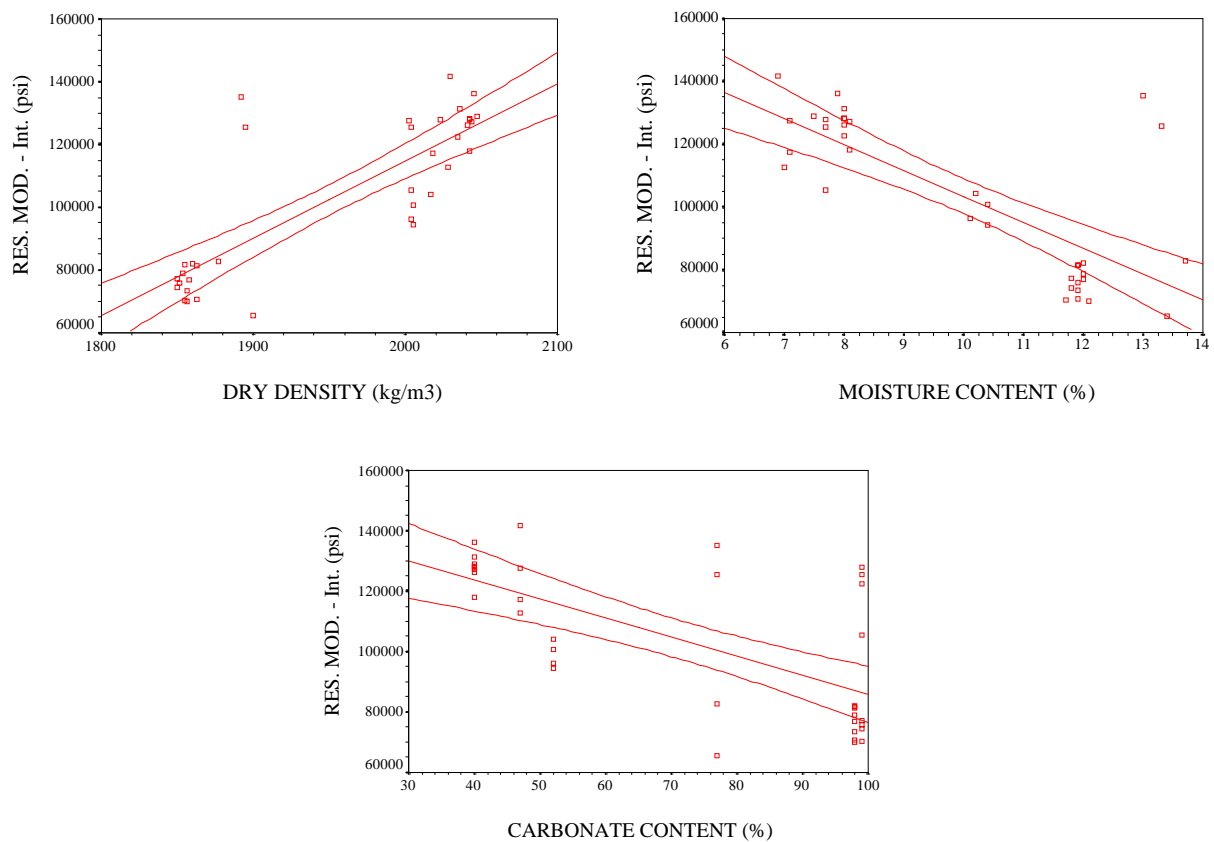 160000
140000
120000
100000
80000
60000
RES. MOD. - Int. (psi)
1800 1900 2000 2100
DRY DENSITY (kg/m3)
160000
140000
120000
100000
80000
60000
RES. MOD. - Int. (psi)
6 7 8 9 10 11 12 13 14
MOISTURE CONTENT (%)
160000
140000
120000
100000
80000
60000
RES. MOD. - Int. (psi)
30 40 50 60 70 80 90 100
CARBONATE CONTENT (%)